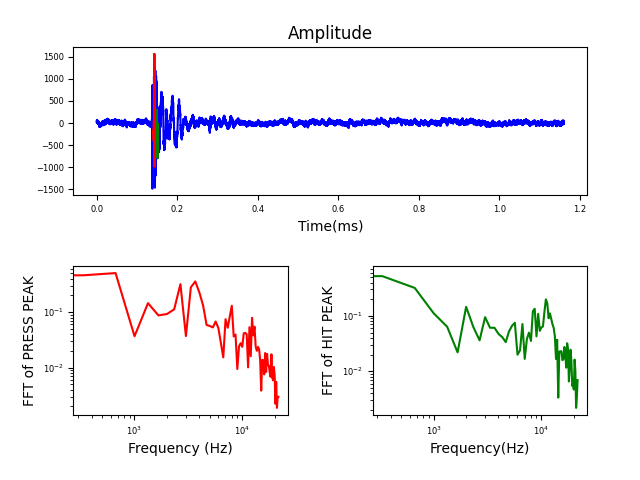 Amplitude
1500
1000
500
0
−500
−1000
−1500
0.0 0.2 0.4 0.6 0.8 1.0 1.2
Time(ms)
FFT of PRESS PEAK
10⁻¹
10⁻²
10³ 10⁴
Frequency (Hz)
FFT of HIT PEAK
10⁻¹
10⁻²
10³ 10⁴
Frequency(Hz)